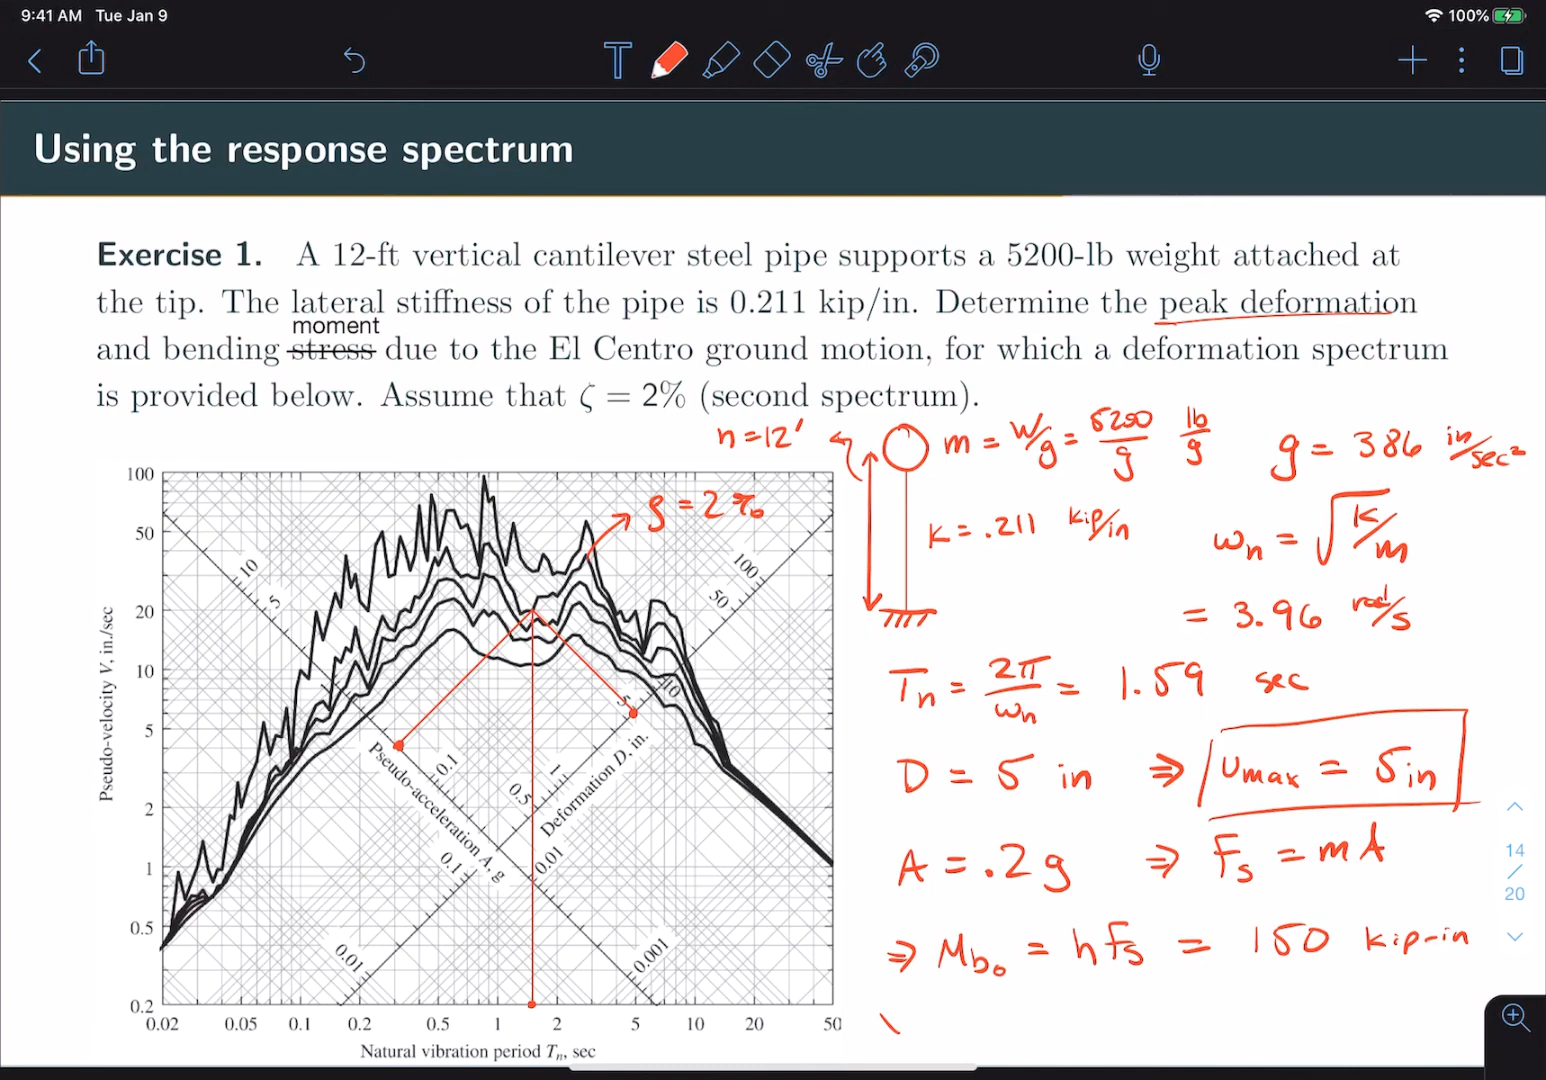 9:41 AM Tue Jan 9
100%
Using the response spectrum
Exercise 1. A 12-ft vertical cantilever steel pipe supports a 5200-lb weight attached at
the tip. The lateral stiffness of the pipe is 0.211 kip/in. Determine the peak deformation
moment
and bending stress due to the El Centro ground motion, for which a deformation spectrum
is provided below. Assume that ζ = 2% (second spectrum).
h = 12'
m = W/g = 5200/g lb/g
g = 386 in/sec²
ζ = 2%
k = .211 kip/in
ωn = √k/m
= 3.96 rad/s
Tn = 2π/ωn = 1.59 sec
D = 5 in ⇒ Umax = 5in
A = .2g ⇒ Fs = mA
⇒ Mbo = hfs = 150 kip-in
Pseudo-velocity V, in./sec
100
50
20
10
5
2
1
0.5
0.2
10
5
1
0.1
Pseudo-acceleration A, g
0.1
0.01
100
50
10
5
1
0.5
Deformation D, in.
0.01
0.001
0.02 0.05 0.1 0.2 0.5 1 2 5 10 20 50
Natural vibration period Tn, sec
14
/
20